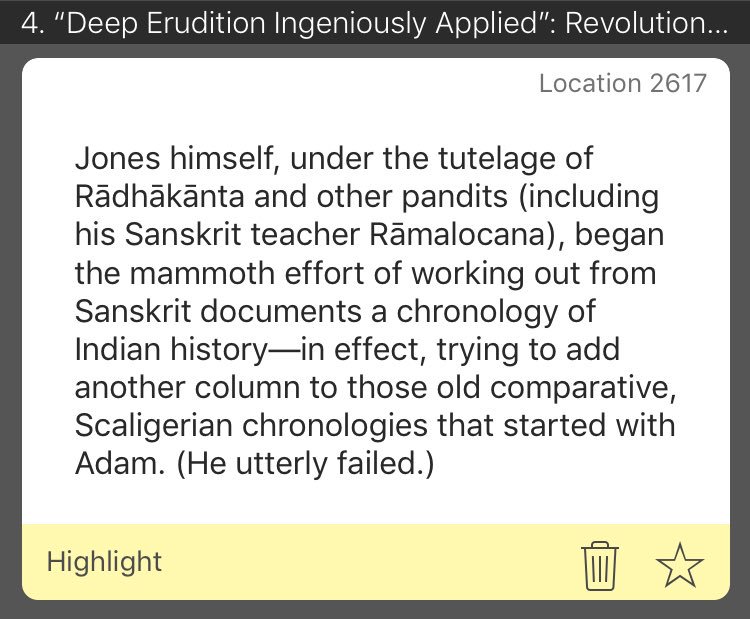 4. “Deep Erudition Ingeniously Applied”: Revolution...
Location 2617
Jones himself, under the tutelage of
Rādhākānta and other pandits (including
his Sanskrit teacher Rāmalocana), began
the mammoth effort of working out from
Sanskrit documents a chronology of
Indian history—in effect, trying to add
another column to those old comparative,
Scaligerian chronologies that started with
Adam. (He utterly failed.)
Highlight